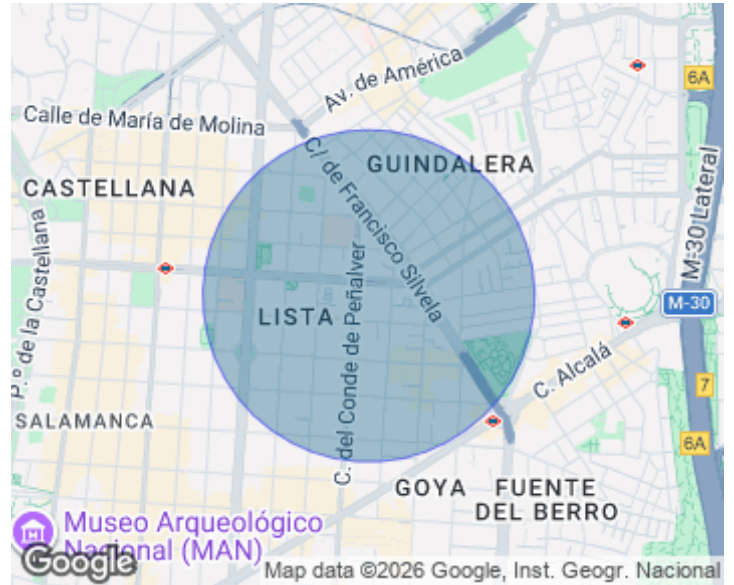 Av. de América
6A
Calle de María de Molina
C/ de Francisco Silvela
GUINDALERA
CASTELLANA
M-30 Lateral
P.º de la Castellana
C. del Conde de Peñalver
LISTA
M-30
C. Alcalá
7
SALAMANCA
6A
GOYA
FUENTE
DEL BERRO
Museo Arqueológico
Nacional (MAN)
Google
Map data ©2026 Google, Inst. Geogr. Nacional